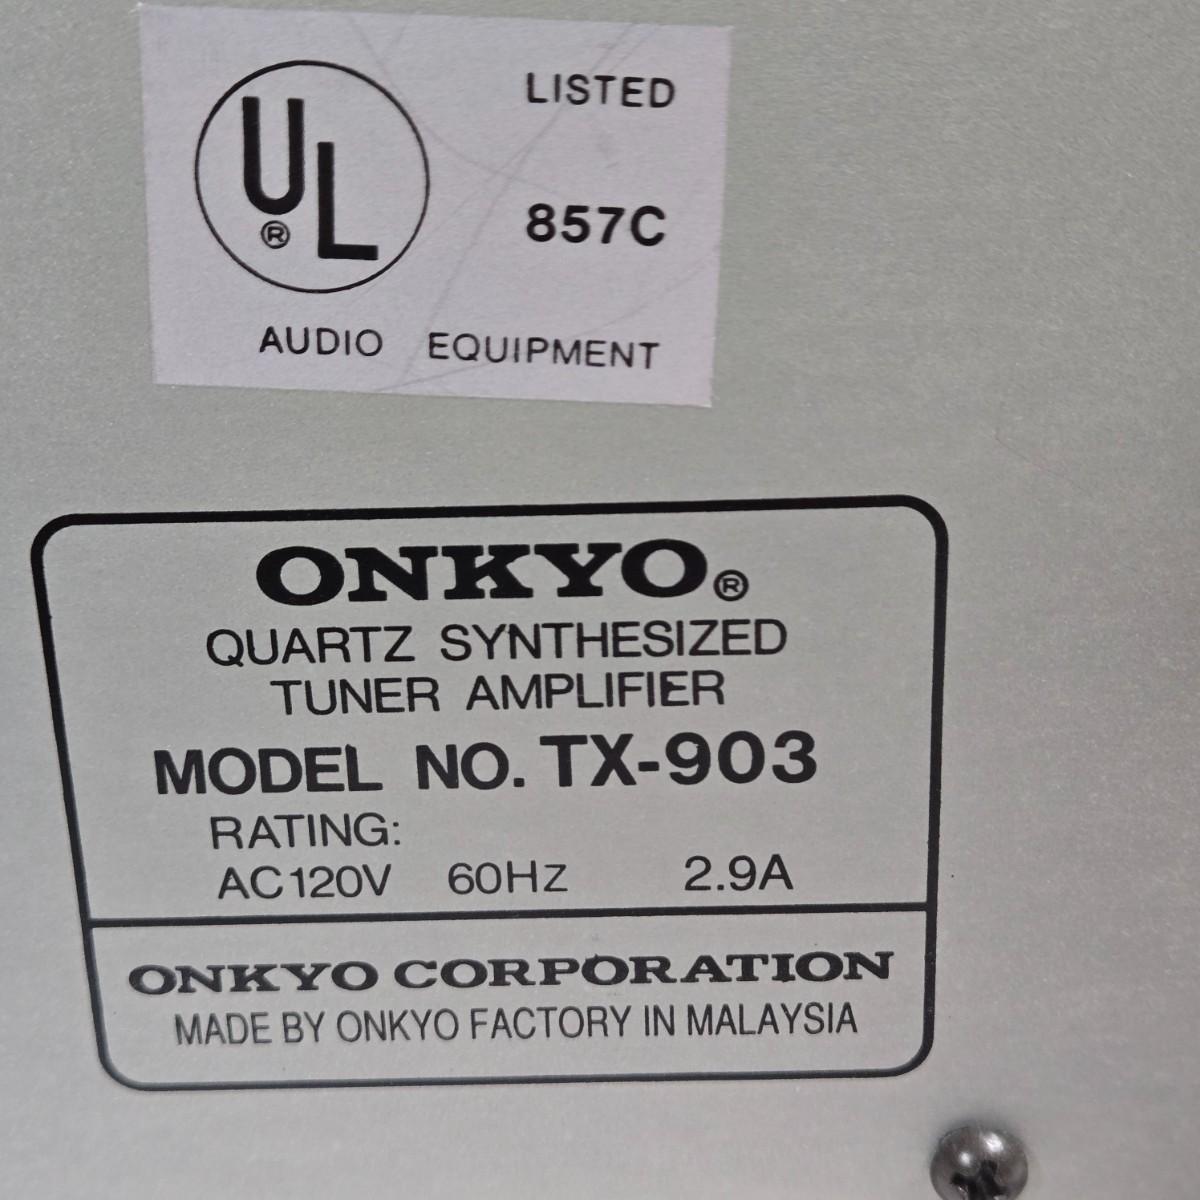 UL®
LISTED
857C
AUDIO EQUIPMENT
ONKYO®
QUARTZ SYNTHESIZED
TUNER AMPLIFIER
MODEL NO. TX-903
RATING:
AC120V 60Hz 2.9A
ONKYO CORPORATION
MADE BY ONKYO FACTORY IN MALAYSIA